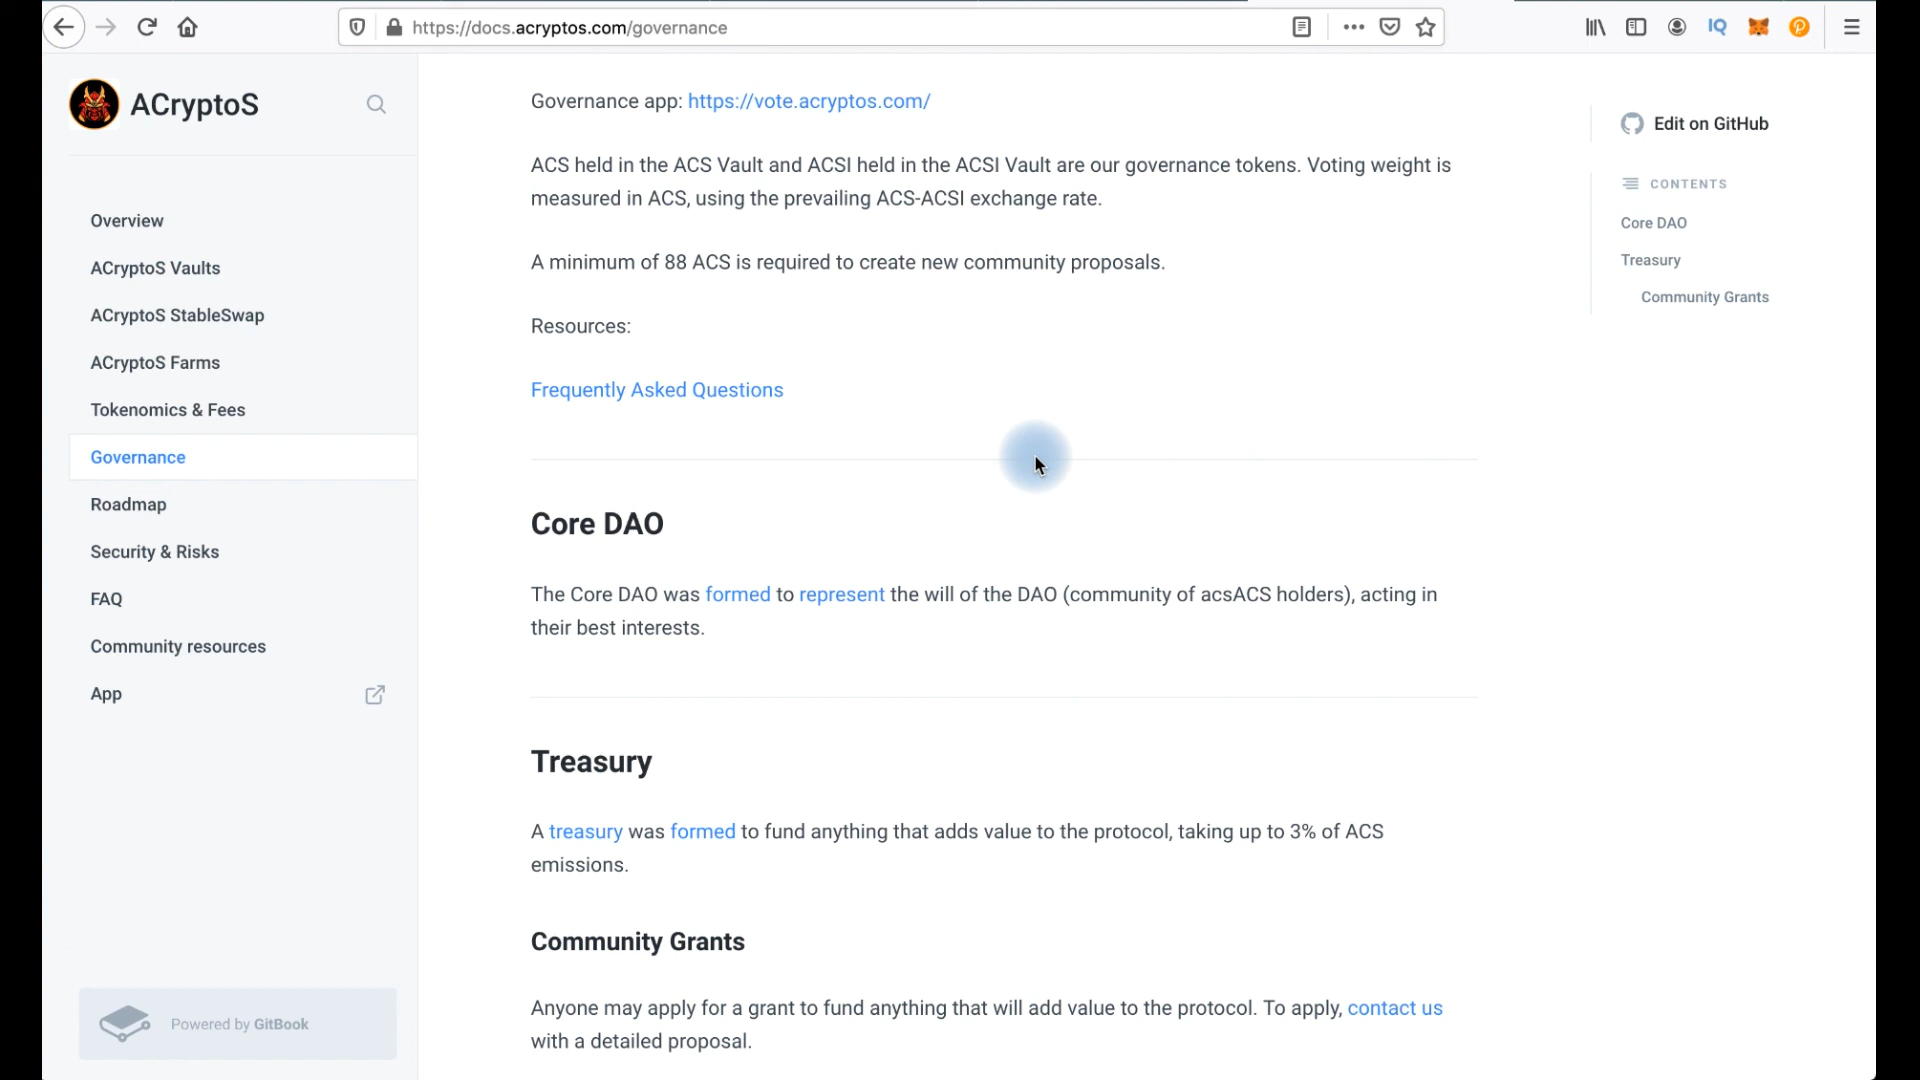 https://docs.acryptos.com/governance
IQ
ACryptoS
Overview
ACryptoS Vaults
ACryptoS StableSwap
ACryptoS Farms
Tokenomics & Fees
Governance
Roadmap
Security & Risks
FAQ
Community resources
App
Powered by GitBook
Governance app: https://vote.acryptos.com/
ACS held in the ACS Vault and ACSI held in the ACSI Vault are our governance tokens. Voting weight is
measured in ACS, using the prevailing ACS-ACSI exchange rate.
A minimum of 88 ACS is required to create new community proposals.
Resources:
Frequently Asked Questions
Core DAO
The Core DAO was formed to represent the will of the DAO (community of acsACS holders), acting in
their best interests.
Treasury
A treasury was formed to fund anything that adds value to the protocol, taking up to 3% of ACS
emissions.
Community Grants
Anyone may apply for a grant to fund anything that will add value to the protocol. To apply, contact us
with a detailed proposal.
Edit on GitHub
CONTENTS
Core DAO
Treasury
Community Grants